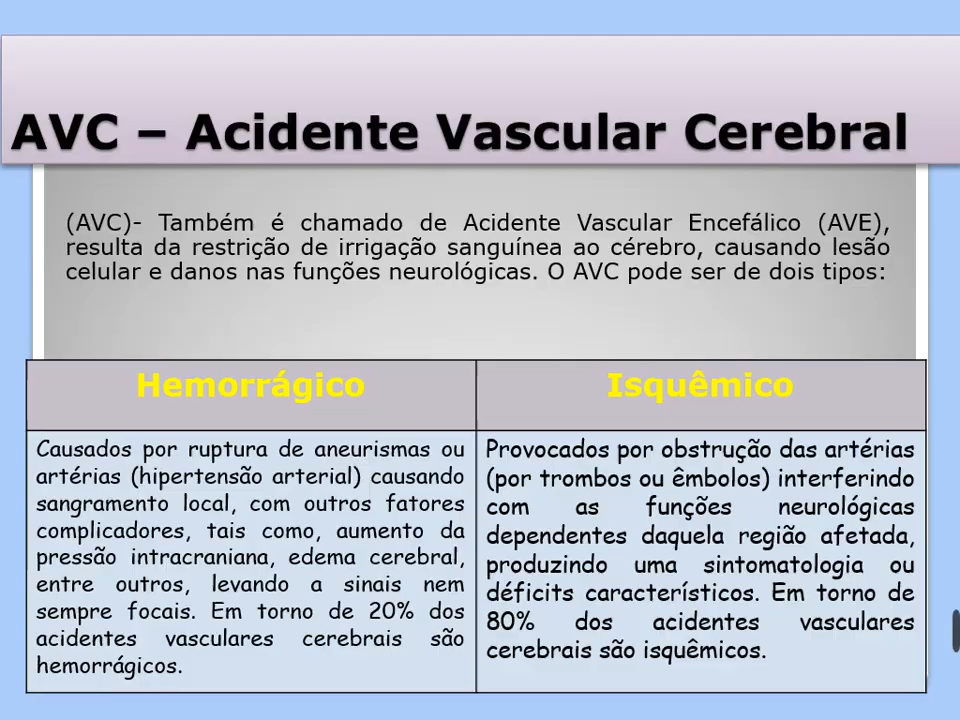 AVC – Acidente Vascular Cerebral
(AVC)- Também é chamado de Acidente Vascular Encefálico (AVE),
resulta da restrição de irrigação sanguínea ao cérebro, causando lesão
celular e danos nas funções neurológicas. O AVC pode ser de dois tipos:
Hemorrágico
Causados por ruptura de aneurismas ou
artérias (hipertensão arterial) causando
sangramento local, com outros fatores
complicadores, tais como, aumento da
pressão intracraniana, edema cerebral,
entre outros, levando a sinais nem
sempre focais. Em torno de 20% dos
acidentes vasculares cerebrais são
hemorrágicos.
Isquêmico
Provocados por obstrução das artérias
(por trombos ou êmbolos) interferindo
com as funções neurológicas
dependentes daquela região afetada,
produzindo uma sintomatologia ou
déficits característicos. Em torno de
80% dos acidentes vasculares
cerebrais são isquêmicos.